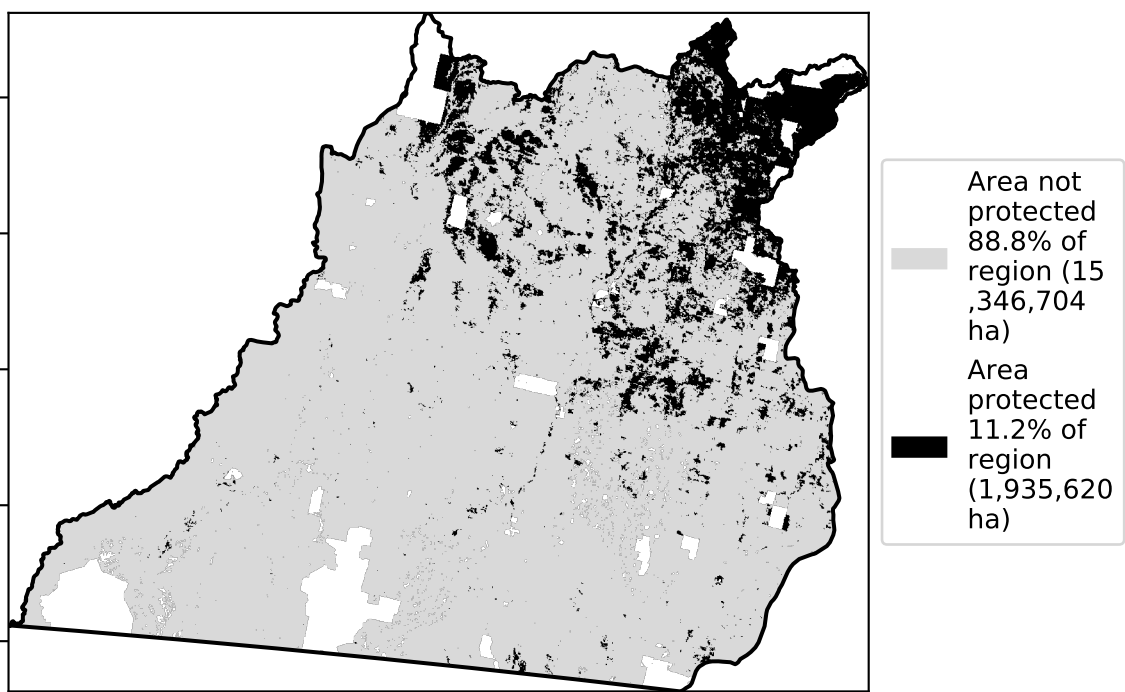 Area not
protected
88.8% of
region (15
,346,704
ha)
Area
protected
11.2% of
region
(1,935,620
ha)